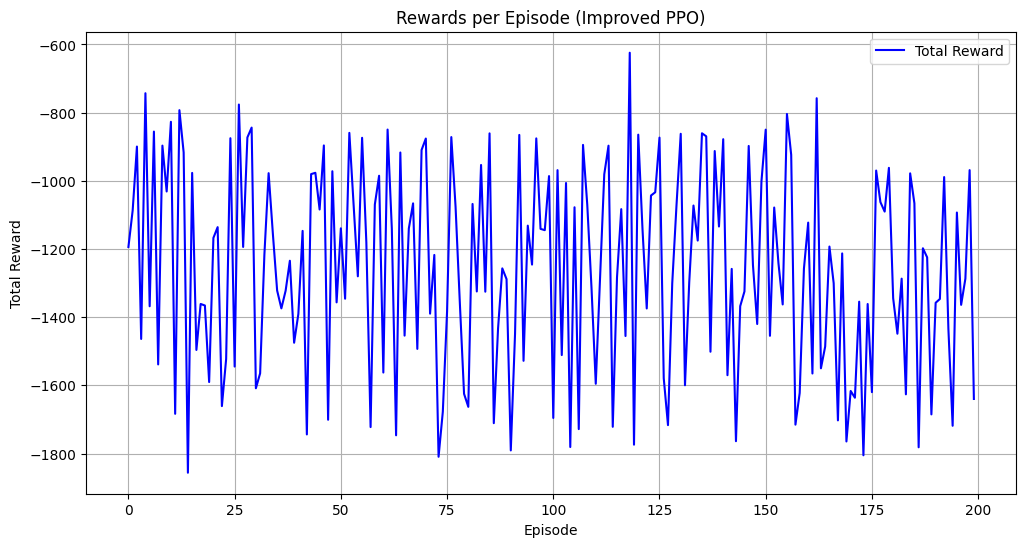 Rewards per Episode (Improved PPO)
Total Reward
−600
−800
−1000
−1200
−1400
−1600
−1800
Total Reward
0 25 50 75 100 125 150 175 200
Episode